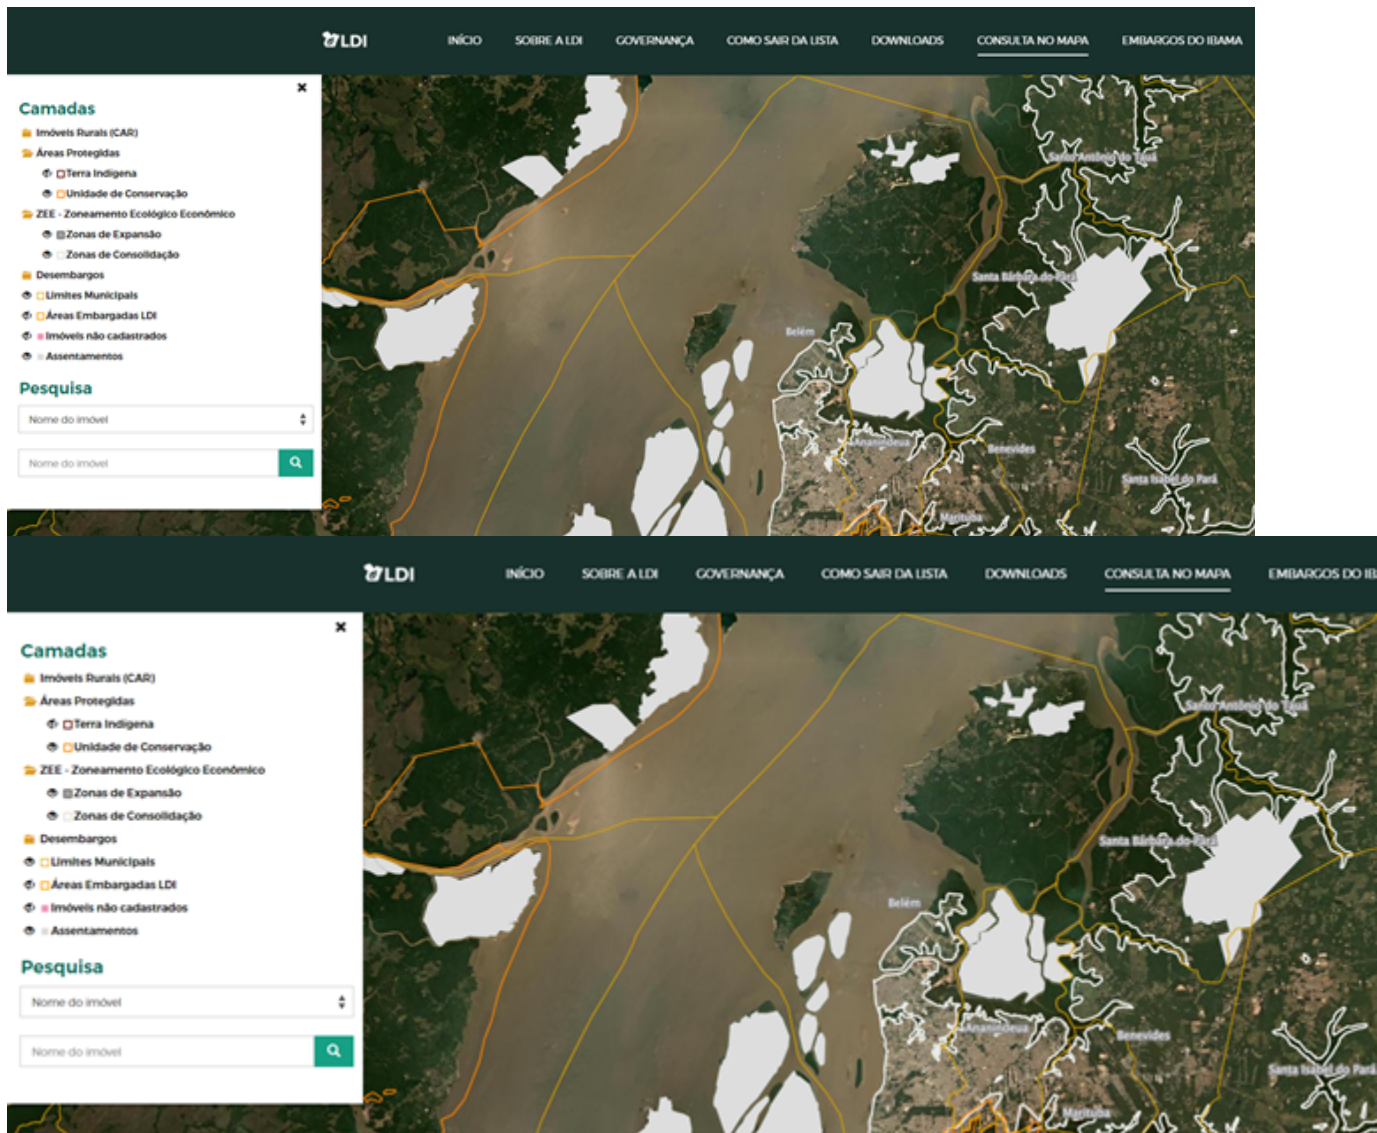 LDI INÍCIO SOBRE A LDI GOVERNANÇA COMO SAIR DA LISTA DOWNLOADS CONSULTA NO MAPA EMBARGOS DO IBAMA
Camadas
Imóveis Rurais (CAR)
Áreas Protegidas
Terra Indígena
Unidade de Conservação
ZEE - Zoneamento Ecológico Econômico
Zonas de Expansão
Zonas de Consolidação
Desembargos
Limites Municipais
Áreas Embargadas LDI
Imóveis não cadastrados
Assentamentos
Pesquisa
Nome do imóvel
Nome do imóvel
Santo Antônio do Tauá
Santa Bárbara do Pará
Belém
Ananindeua
Benevides
Santa Isabel do Pará
Marituba
LDI INÍCIO SOBRE A LDI GOVERNANÇA COMO SAIR DA LISTA DOWNLOADS CONSULTA NO MAPA EMBARGOS DO IB
Camadas
Imóveis Rurais (CAR)
Áreas Protegidas
Terra Indígena
Unidade de Conservação
ZEE - Zoneamento Ecológico Econômico
Zonas de Expansão
Zonas de Consolidação
Desembargos
Limites Municipais
Áreas Embargadas LDI
Imóveis não cadastrados
Assentamentos
Pesquisa
Nome do imóvel
Nome do imóvel
Santo Antônio do Tauá
Santa Bárbara do Pará
Belém
Ananindeua
Benevides
Santa Isabel do Pará
Marituba